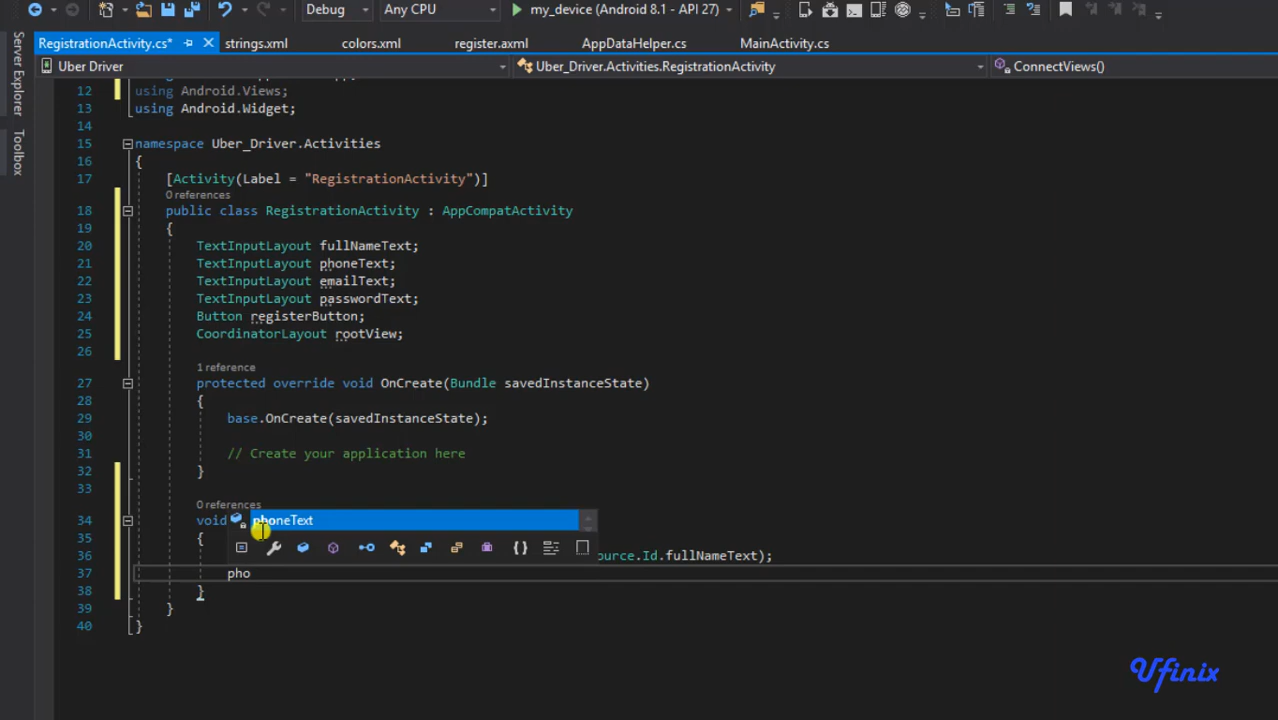 Debug Any CPU my_device (Android 8.1 - API 27)
RegistrationActivity.cs* strings.xml colors.xml register.axml AppDataHelper.cs MainActivity.cs
Server Explorer
Toolbox
Uber Driver Uber_Driver.Activities.RegistrationActivity ConnectViews()
12 using Android.Views;
13 using Android.Widget;
14
15 namespace Uber_Driver.Activities
16 {
17 [Activity(Label = "RegistrationActivity")]
0 references
18 public class RegistrationActivity : AppCompatActivity
19 {
20 TextInputLayout fullNameText;
21 TextInputLayout phoneText;
22 TextInputLayout emailText;
23 TextInputLayout passwordText;
24 Button registerButton;
25 CoordinatorLayout rootView;
26
1 reference
27 protected override void OnCreate(Bundle savedInstanceState)
28 {
29 base.OnCreate(savedInstanceState);
30
31 // Create your application here
32 }
33
0 references
34 void phoneText
35 {
36 ource.Id.fullNameText);
37 pho
38 }
39 }
40 }
Ufinix